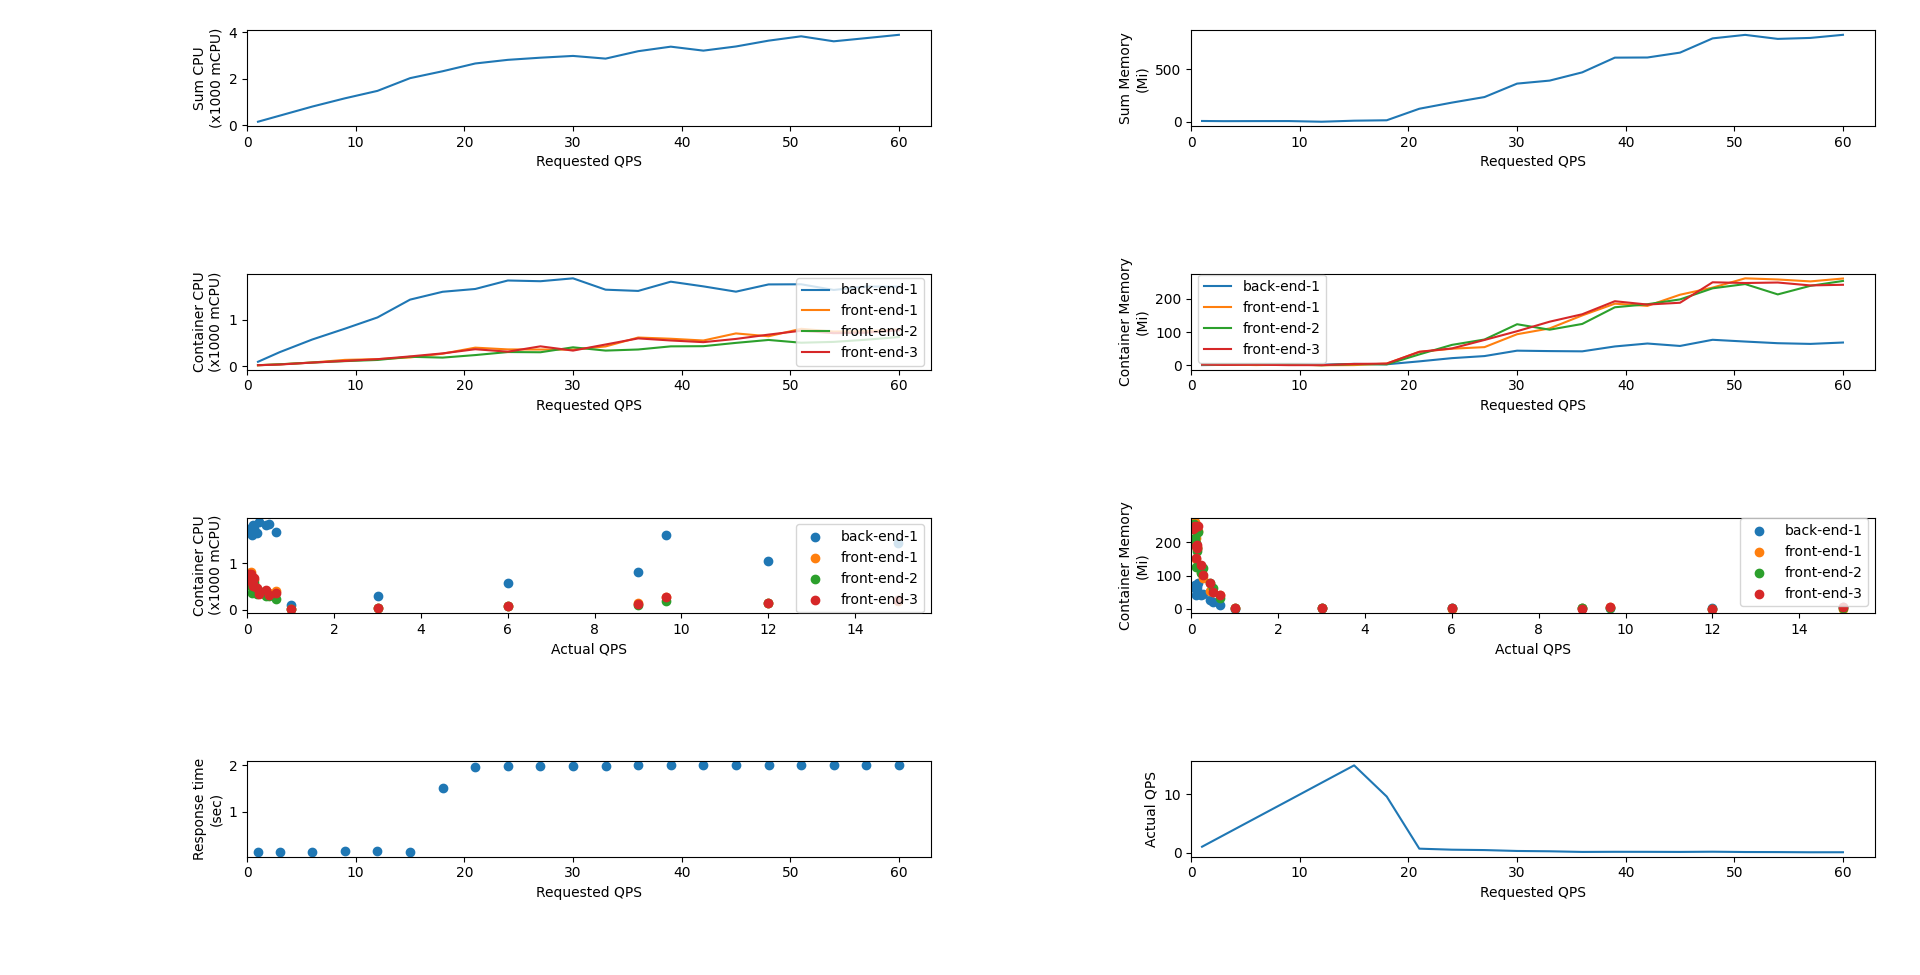 Sum CPU
(x1000 mCPU)
4
2
0
0 10 20 30 40 50 60
Requested QPS
Sum Memory
(Mi)
500
0
0 10 20 30 40 50 60
Requested QPS
Container CPU
(x1000 mCPU)
1
0
back-end-1
front-end-1
front-end-2
front-end-3
0 10 20 30 40 50 60
Requested QPS
Container Memory
(Mi)
200
100
0
back-end-1
front-end-1
front-end-2
front-end-3
0 10 20 30 40 50 60
Requested QPS
Container CPU
(x1000 mCPU)
1
0
back-end-1
front-end-1
front-end-2
front-end-3
0 2 4 6 8 10 12 14
Actual QPS
Container Memory
(Mi)
200
100
0
back-end-1
front-end-1
front-end-2
front-end-3
0 2 4 6 8 10 12 14
Actual QPS
Response time
(sec)
2
1
0 10 20 30 40 50 60
Requested QPS
Actual QPS
10
0
0 10 20 30 40 50 60
Requested QPS